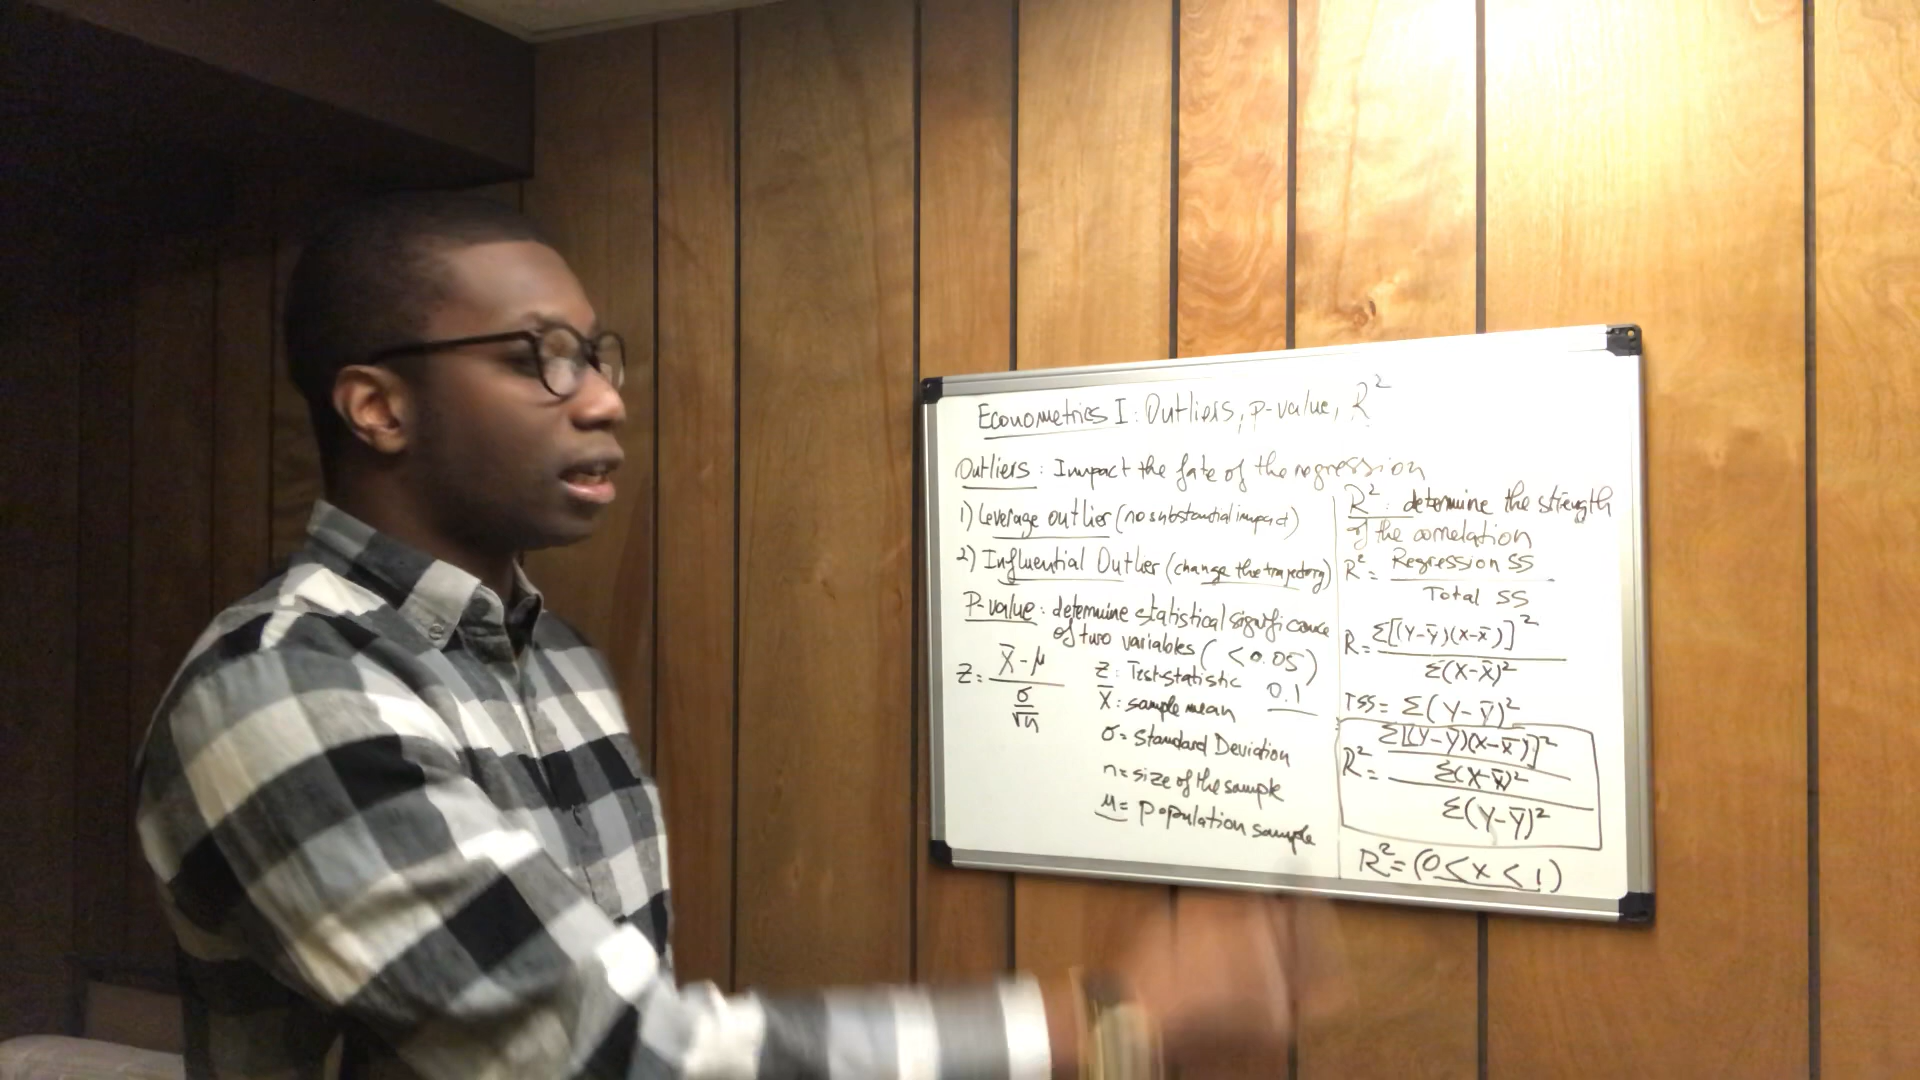 Econometrics I: Outliers, p-value, R²
Outliers: Impact the fate of the regression
1) Leverage outlier (no substantial impact)
2) Influential Outlier (change the trajectory)
P-value: determine statistical significance
of two variables (<0.05)
0.1
Z = (X̄ - μ) / (σ / √n)
Z: Test statistic
X̄: sample mean
σ = Standard Deviation
n = size of the sample
μ = population sample
R²: determine the strength
of the correlation
R² = Regression SS / Total SS
R = Σ[(Y-ȳ)(X-x̄)]² / Σ(X-X̄)²
TSS = Σ(Y-ȳ)²
R² = Σ[(Y-ȳ)(X-x̄)]² / Σ(X-x̄)² / Σ(Y-ȳ)²
R² = (0 < x < 1)